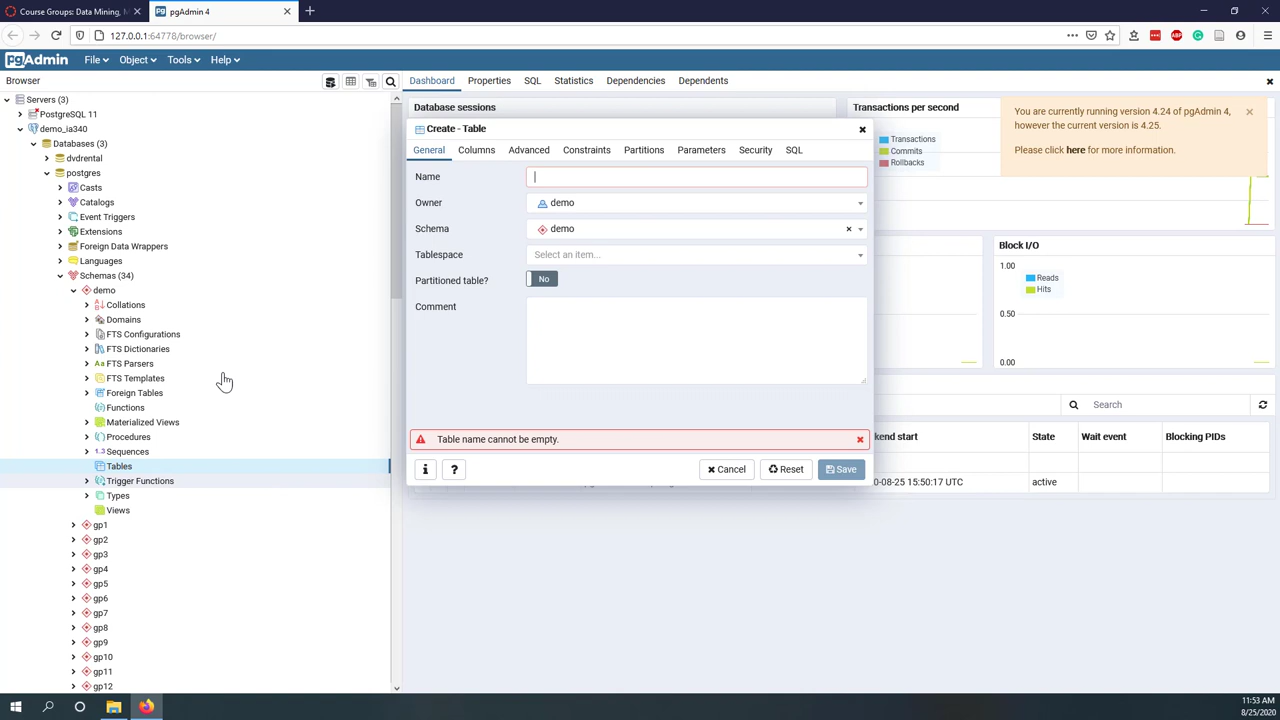 Course Groups: Data Mining, M
pgAdmin 4
127.0.0.1:64778/browser/
ABP
pgAdmin
File
Object
Tools
Help
Browser
Dashboard
Properties
SQL
Statistics
Dependencies
Dependents
Servers (3)
PostgreSQL 11
demo_ia340
Databases (3)
dvdrental
postgres
Casts
Catalogs
Event Triggers
Extensions
Foreign Data Wrappers
Languages
Schemas (34)
demo
Collations
Domains
FTS Configurations
FTS Dictionaries
Aa FTS Parsers
FTS Templates
Foreign Tables
Functions
Materialized Views
Procedures
1.3 Sequences
Tables
Trigger Functions
Types
Views
gp1
gp2
gp3
gp4
gp5
gp6
gp7
gp8
gp9
gp10
gp11
gp12
Database sessions
Transactions per second
Transactions
Commits
Rollbacks
You are currently running version 4.24 of pgAdmin 4,
however the current version is 4.25.
Please click here for more information.
Create - Table
General
Columns
Advanced
Constraints
Partitions
Parameters
Security
SQL
Name
Owner
demo
Schema
demo
Tablespace
Select an item...
Partitioned table?
No
Comment
Table name cannot be empty.
Cancel
Reset
Save
Block I/O
1.00
Reads
Hits
0.50
0.00
Search
kend start
State
Wait event
Blocking PIDs
0-08-25 15:50:17 UTC
active
11:53 AM
8/25/2020